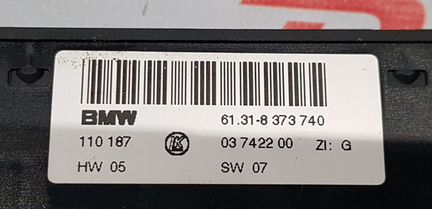 BMW 61.31-8 373 740
110 187 03 7422 00 ZI: G
HW 05 SW 07